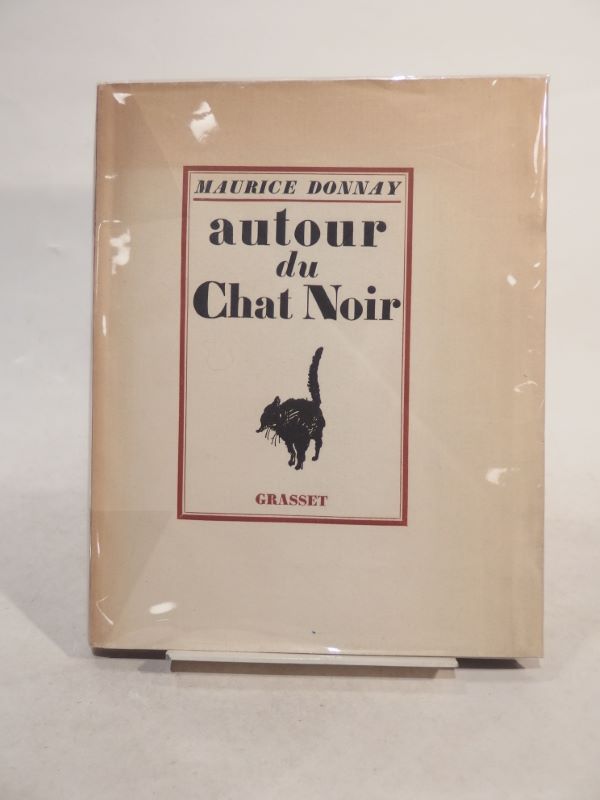 MAURICE DONNAY
autour
du
Chat Noir
GRASSET